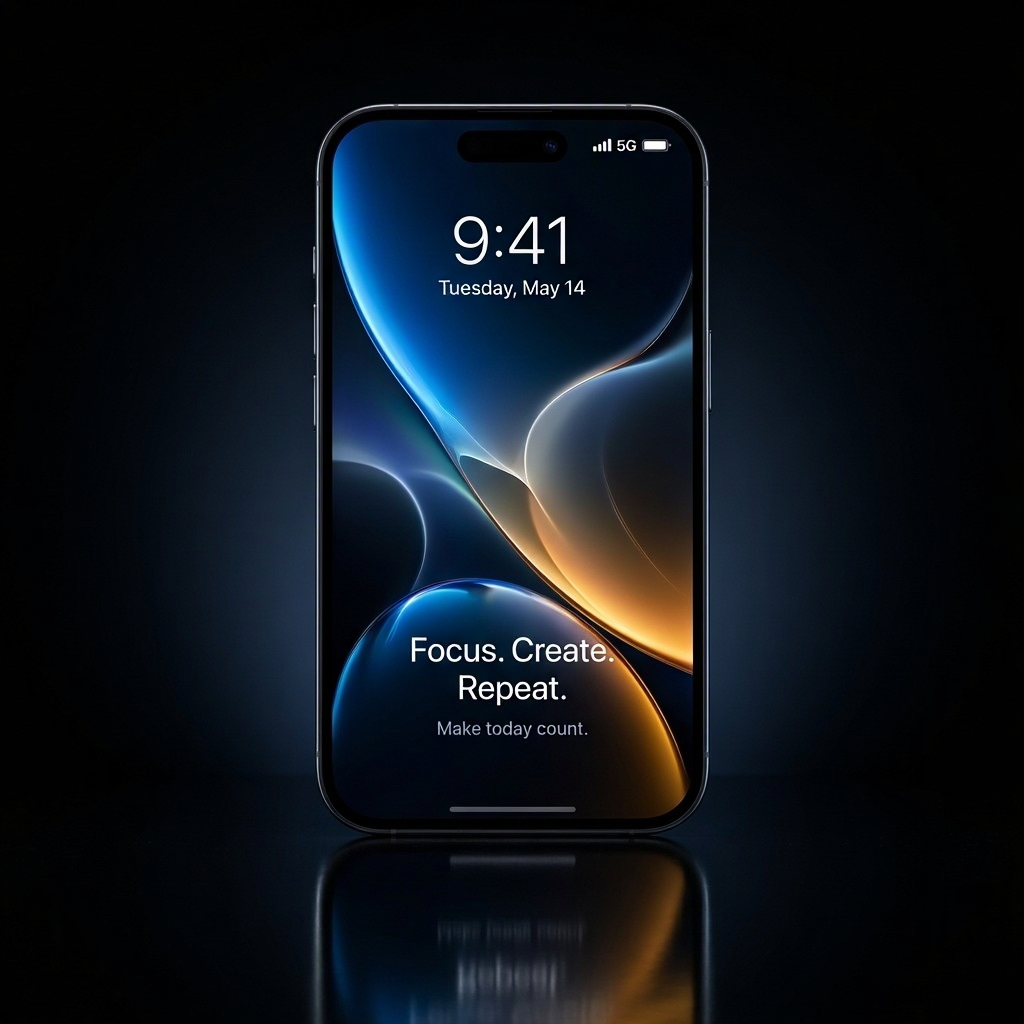 5G
9:41
Tuesday, May 14
Focus. Create.
Repeat.
Make today count.